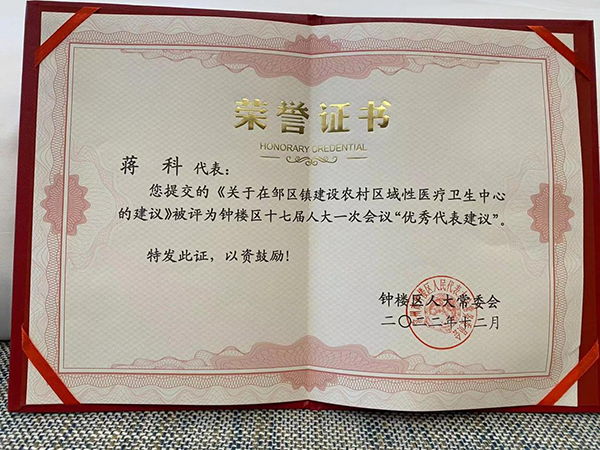 荣誉证书
HONORARY CREDENTIAL
蒋 科 代表：
您提交的《关于在邹区镇建设农村区域性医疗卫生中心
的建议》被评为钟楼区十七届人大一次会议“优秀代表建议”。
特发此证，以资鼓励！
钟楼区人大常委会
二〇二二年十二月